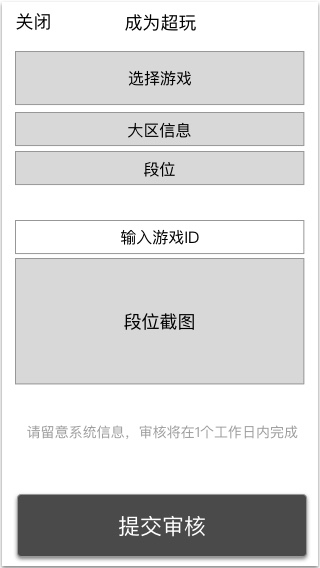 关闭 成为超玩
选择游戏
大区信息
段位
输入游戏ID
段位截图
请留意系统信息，审核将在1个工作日内完成
提交审核